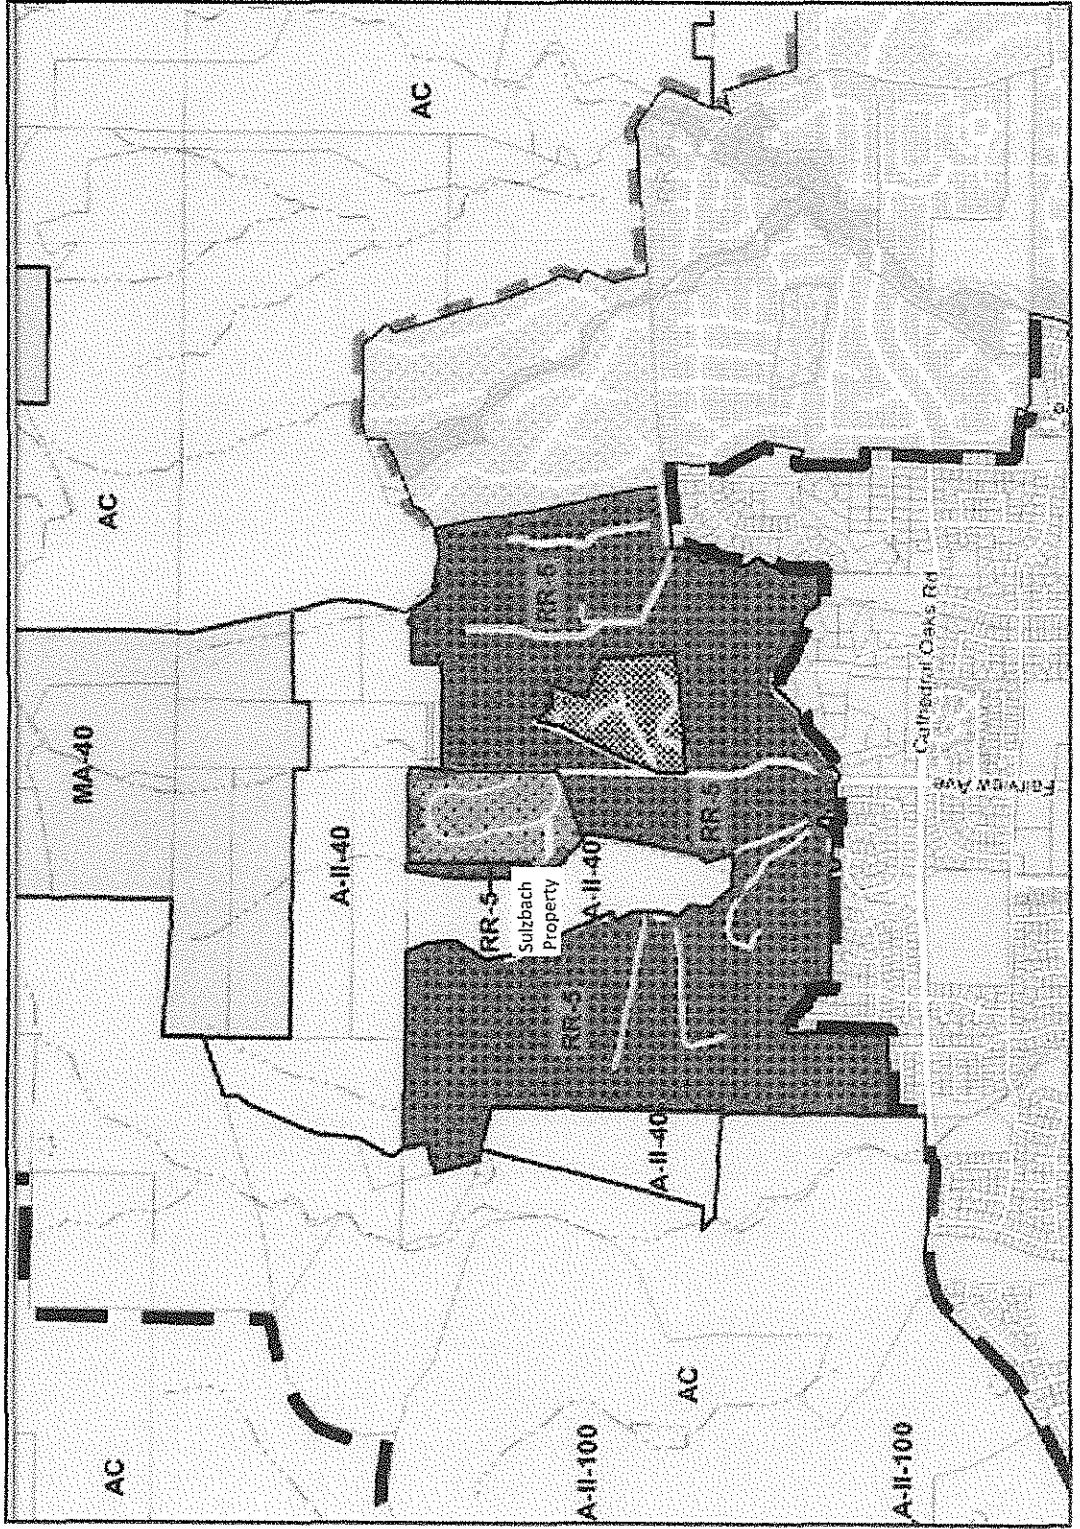 AC
MA-40
AC
A-II-40
AC
RR-5
Sulzbach
Property
A-II-100
RR-5
A-II-40
RR-5
A-II-40
AC
RR-5
A-II-100
Cathedral Oaks Rd
Fairview Ave